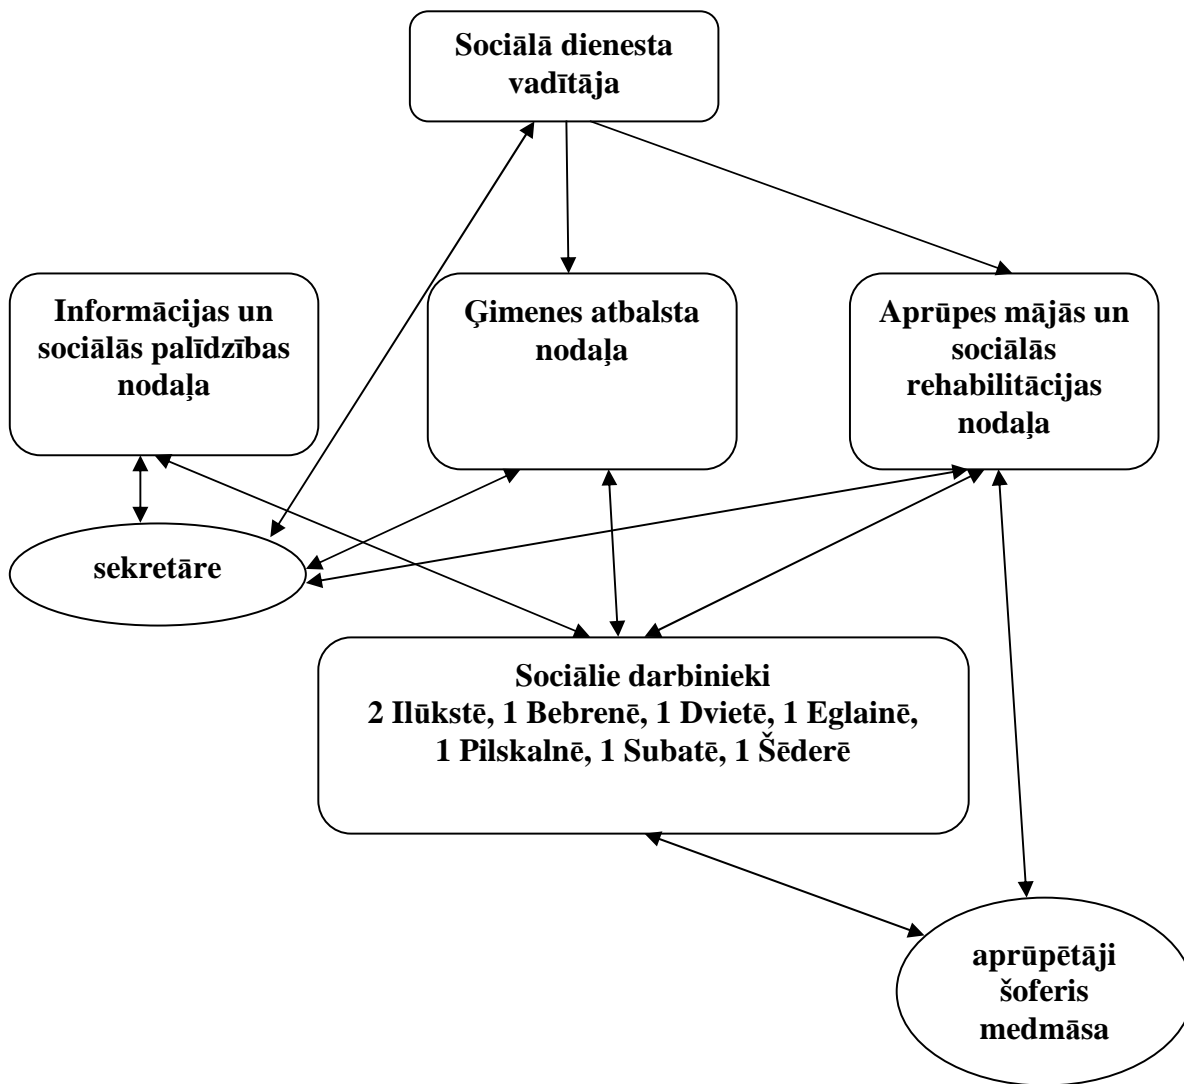 Sociālā dienesta
vadītāja
Informācijas un
sociālās palīdzības
nodaļa
Ģimenes atbalsta
nodaļa
Aprūpes mājās un
sociālās
rehabilitācijas
nodaļa
sekretāre
Sociālie darbinieki
2 Ilūkstē, 1 Bebrenē, 1 Dvietē, 1 Eglainē,
1 Pilskalnē, 1 Subatē, 1 Šēderē
aprūpētāji
šoferis
medmāsa